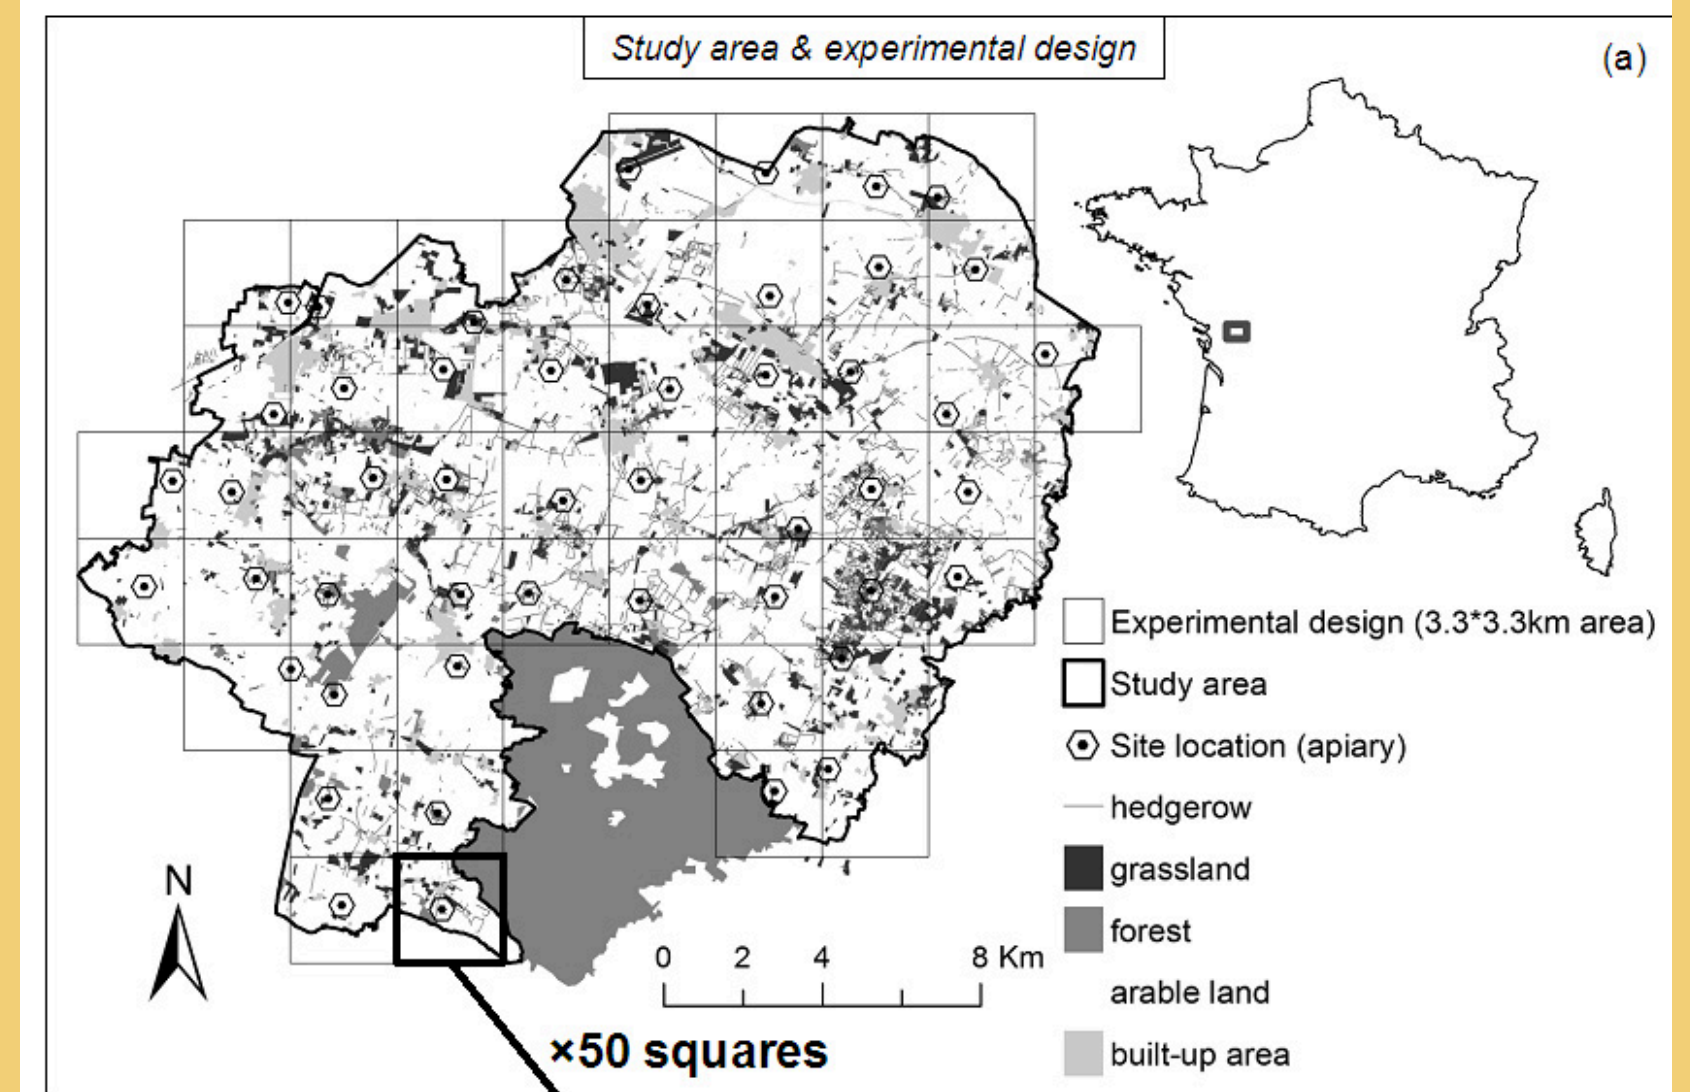 Study area & experimental design
(a)
Experimental design (3.3*3.3km area)
Study area
Site location (apiary)
hedgerow
grassland
forest
arable land
built-up area
N
0 2 4 8 Km
×50 squares